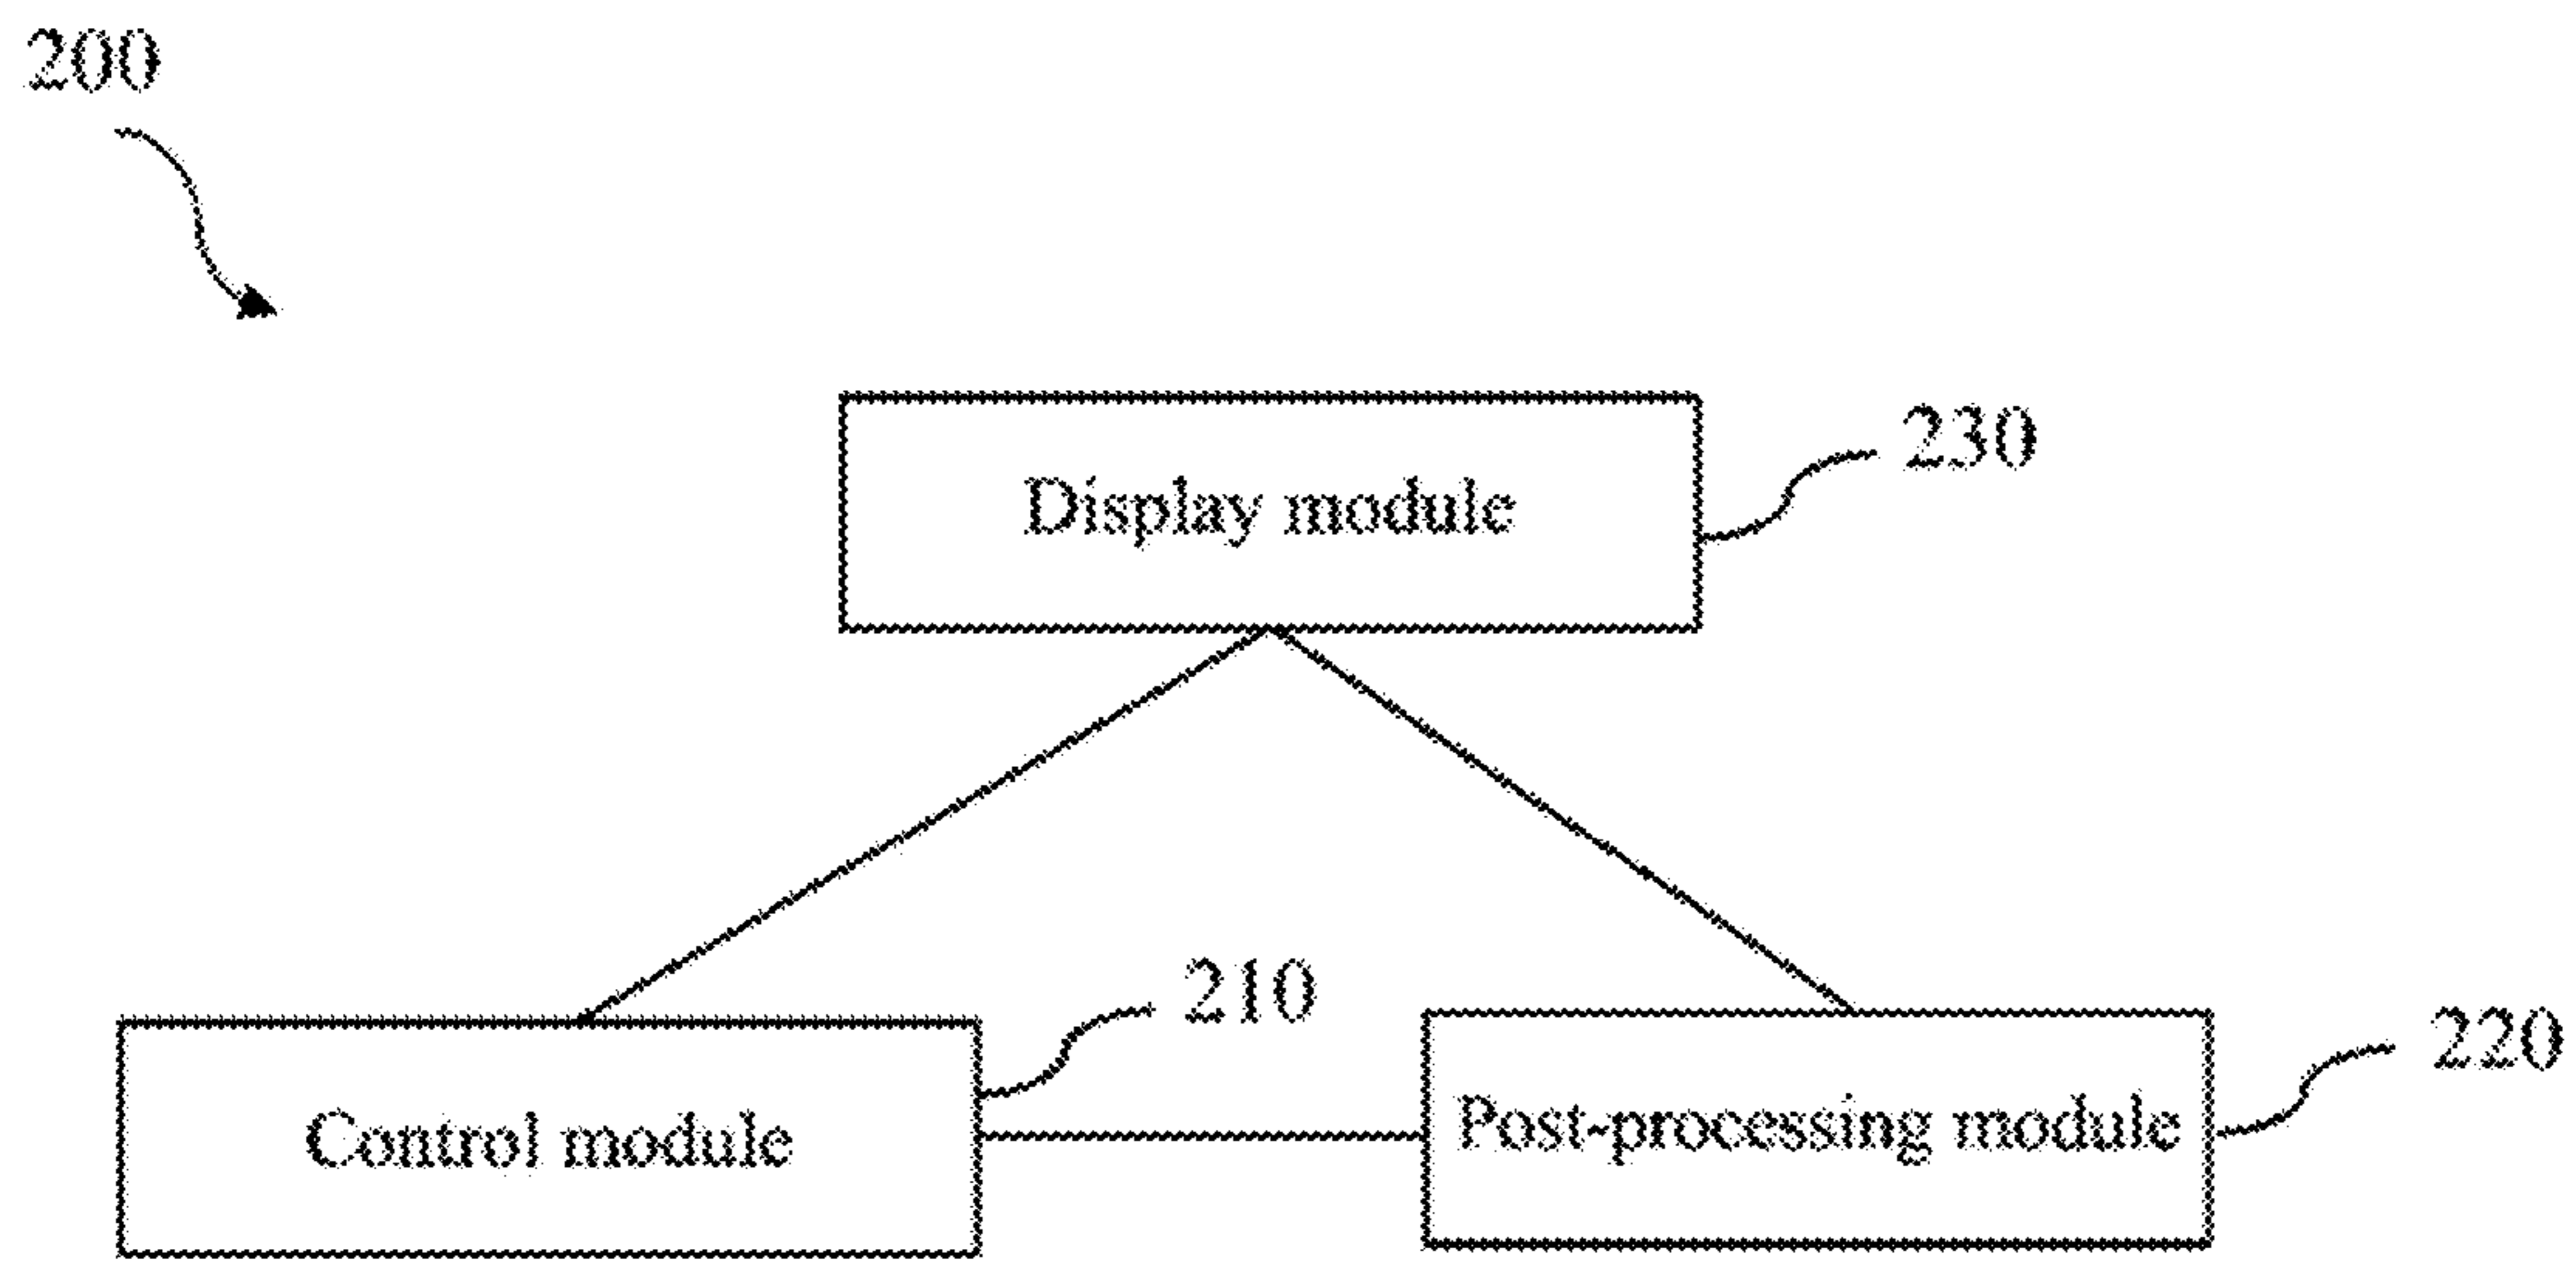 200
Display module
230
210
Control module
220
Post-processing module